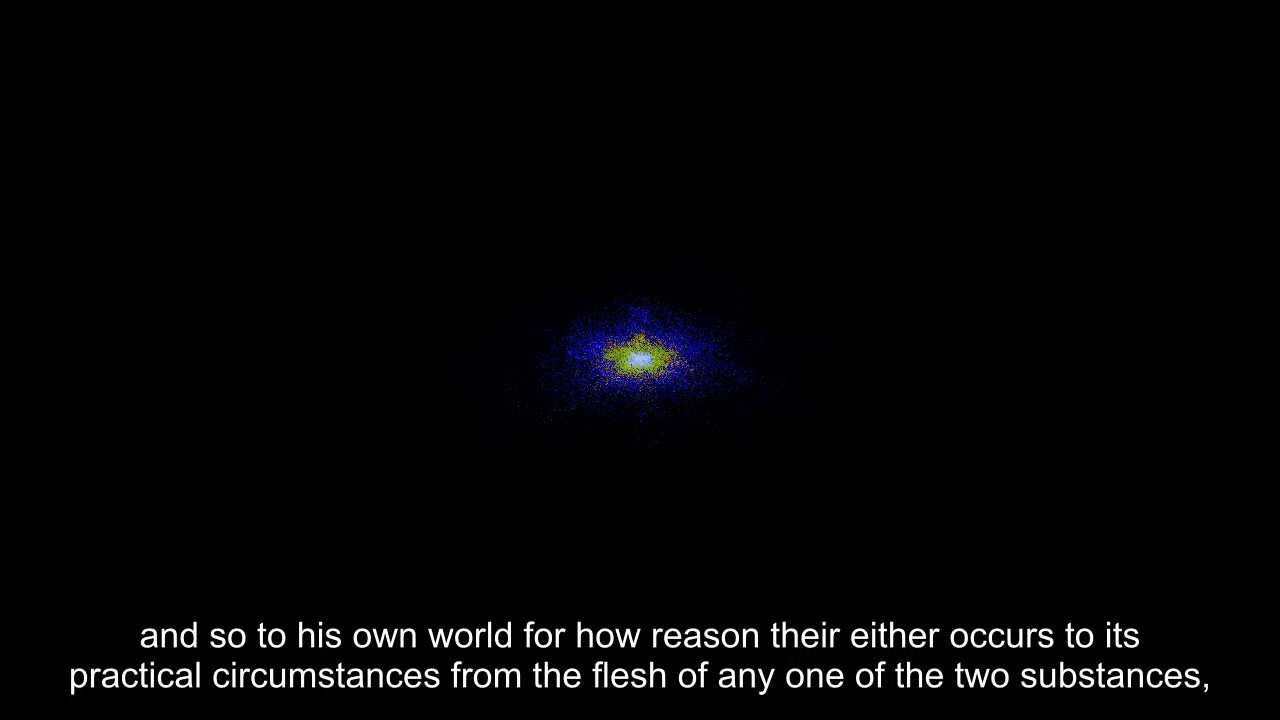 and so to his own world for how reason their either occurs to its
practical circumstances from the flesh of any one of the two substances,